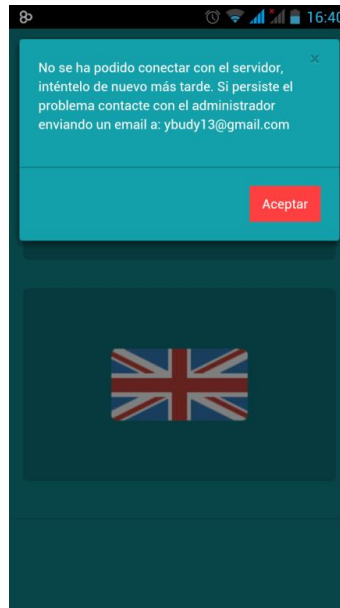 16:40
×
No se ha podido conectar con el servidor,
inténtelo de nuevo más tarde. Si persiste el
problema contacte con el administrador
enviando un email a: ybudy13@gmail.com
Aceptar